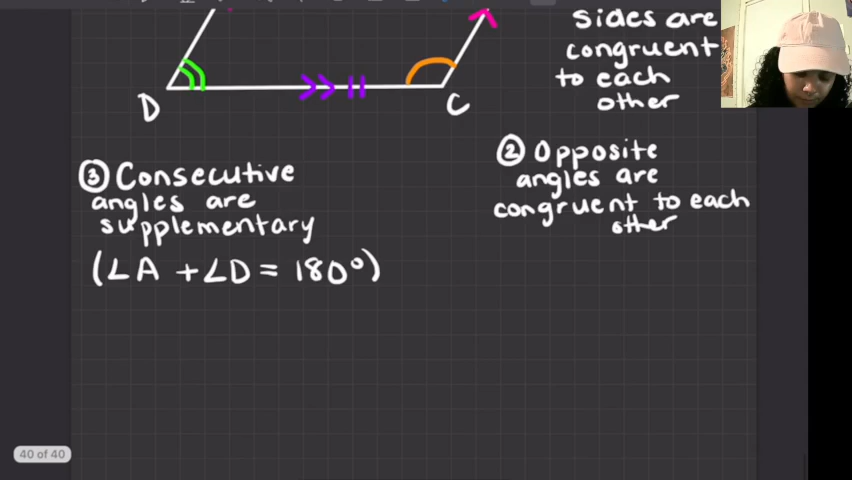 Sides are
congruent
to each
other
D
C
② Opposite
angles are
congruent to each
other
③ Consecutive
angles are
supplementary
(∠A + ∠D = 180°)
40 of 40